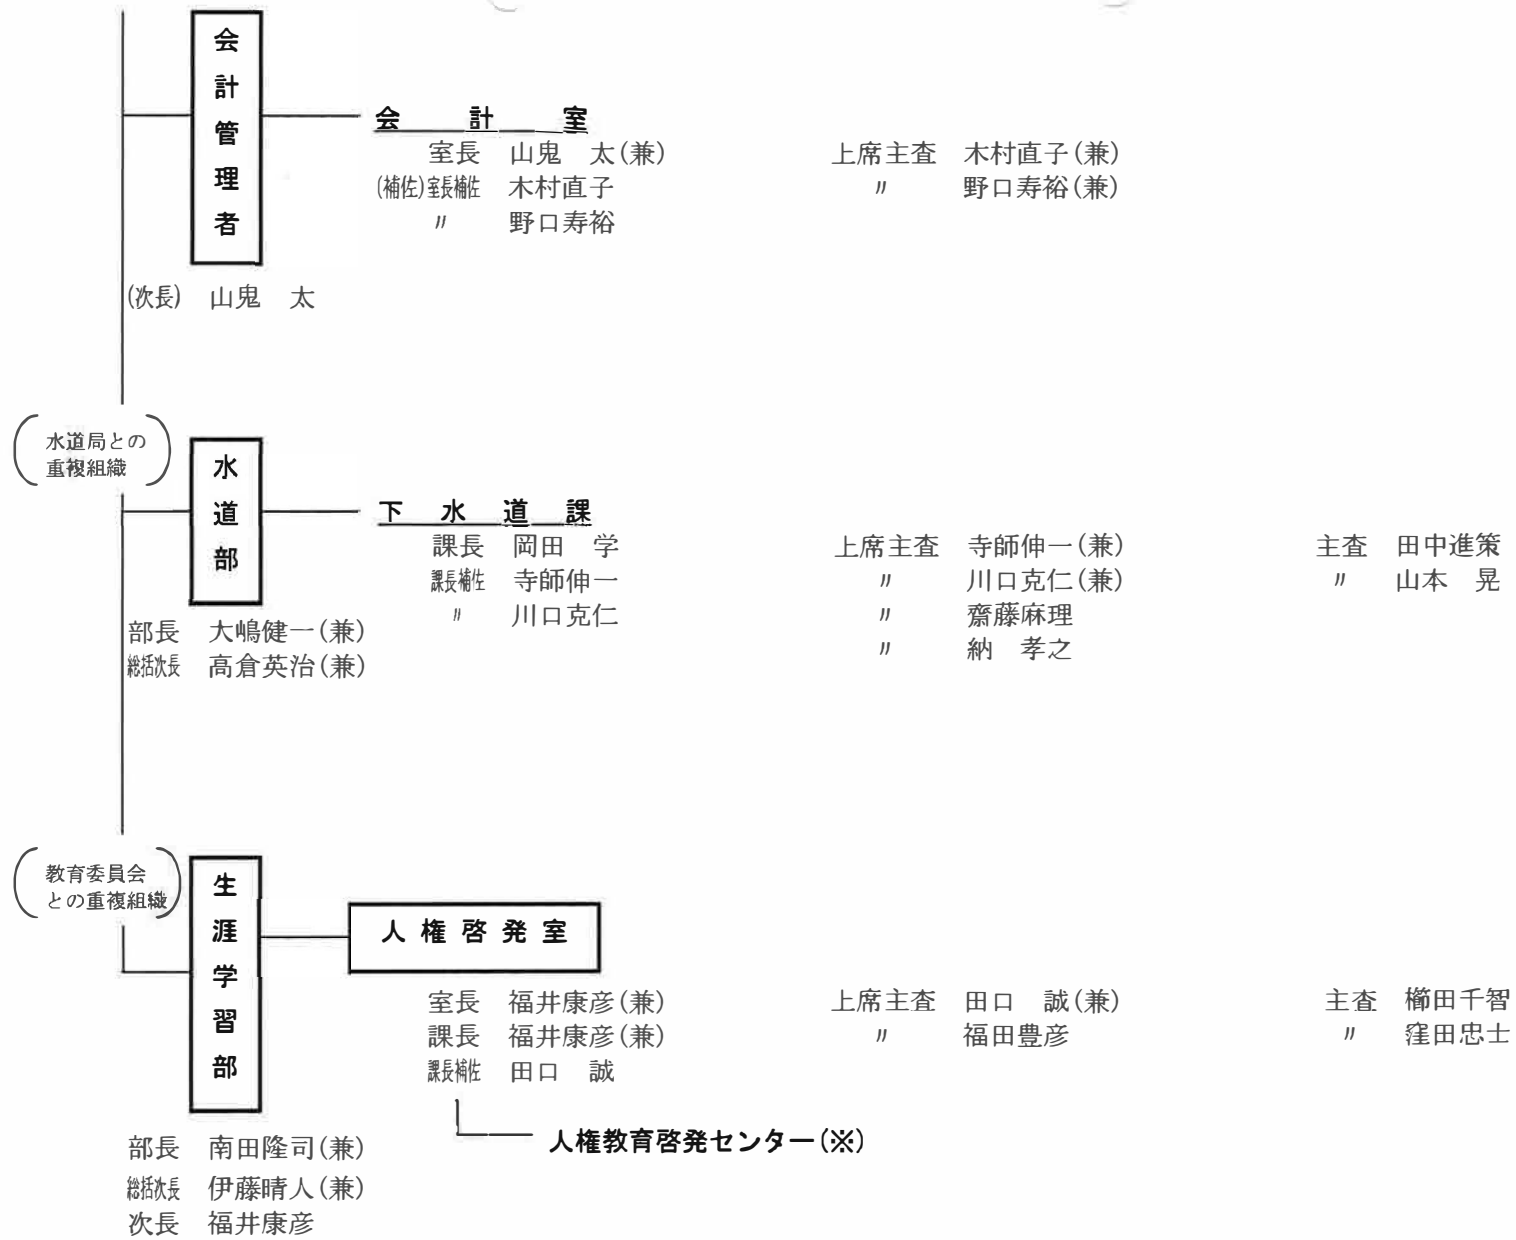 会計管理者
会計室
室長 山鬼 太(兼) 上席主査 木村直子(兼)
(補佐)室長補佐 木村直子 〃 野口寿裕(兼)
〃 野口寿裕
(次長) 山鬼 太
水道局との
重複組織
水道部
下水道課
課長 岡田 学 上席主査 寺師伸一(兼) 主査 田中進策
課長補佐 寺師伸一 〃 川口克仁(兼) 〃 山本 晃
〃 川口克仁 〃 齋藤麻理
〃 納 孝之
部長 大嶋健一(兼)
総括次長 高倉英治(兼)
教育委員会
との重複組織
生涯学習部
人権啓発室
室長 福井康彦(兼) 上席主査 田口 誠(兼) 主査 櫛田千智
課長 福井康彦(兼) 〃 福田豊彦 〃 窪田忠士
課長補佐 田口 誠
人権教育啓発センター(※)
部長 南田隆司(兼)
総括次長 伊藤晴人(兼)
次長 福井康彦